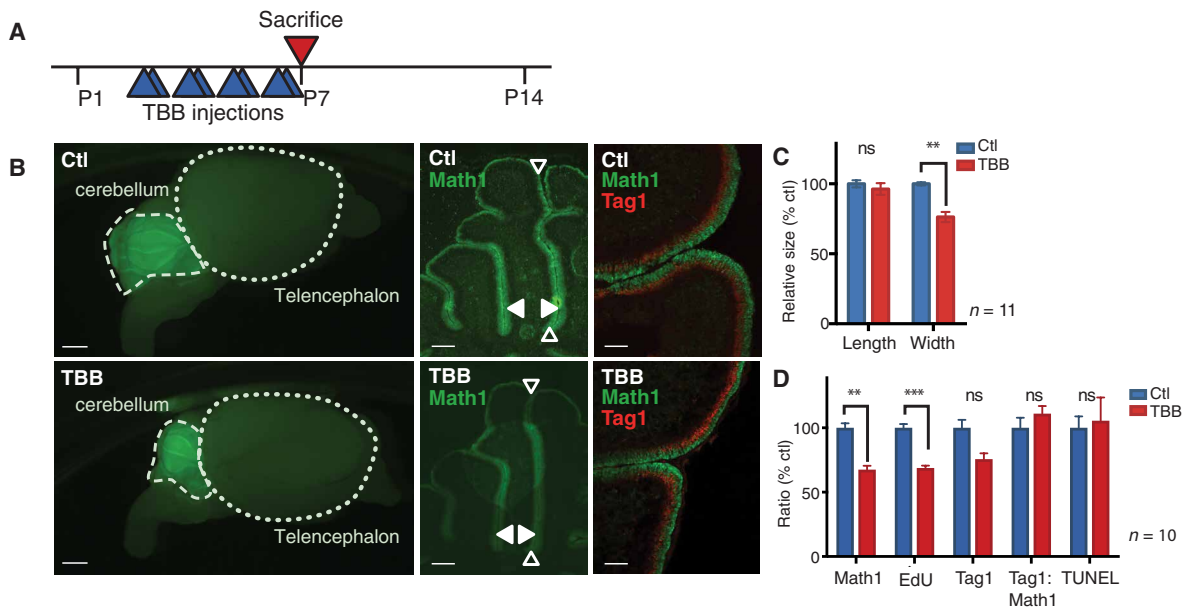 A
Sacrifice
P1
P7
P14
TBB injections
B
Ctl
cerebellum
Telencephalon
Ctl
Math1
Ctl
Math1
Tag1
TBB
cerebellum
Telencephalon
TBB
Math1
TBB
Math1
Tag1
C
Relative size (% ctl)
100
50
0
ns
**
Ctl
TBB
Length
Width
n = 11
D
Ratio (% ctl)
100
50
0
**
***
ns
ns
ns
Ctl
TBB
Math1
EdU
Tag1
Tag1:
Math1
TUNEL
n = 10